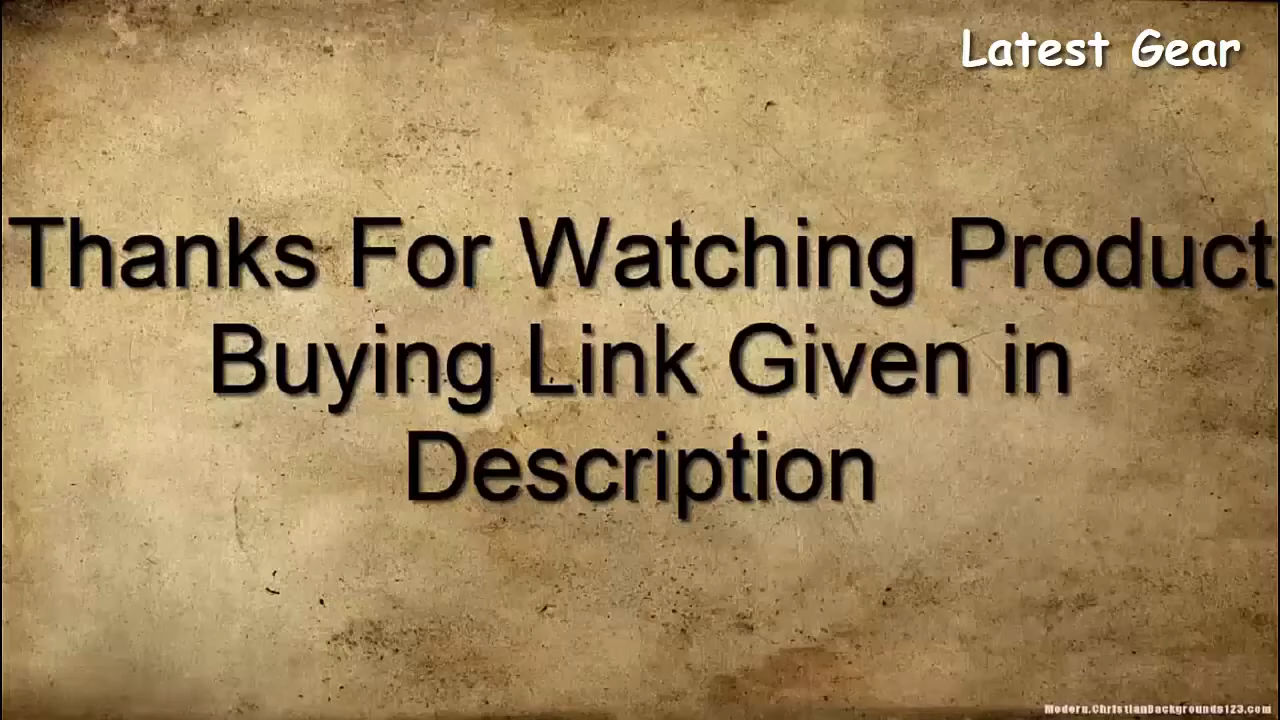 Latest Gear
Thanks For Watching Product
Buying Link Given in
Description
Modern.ChristianBackgrounds123.com